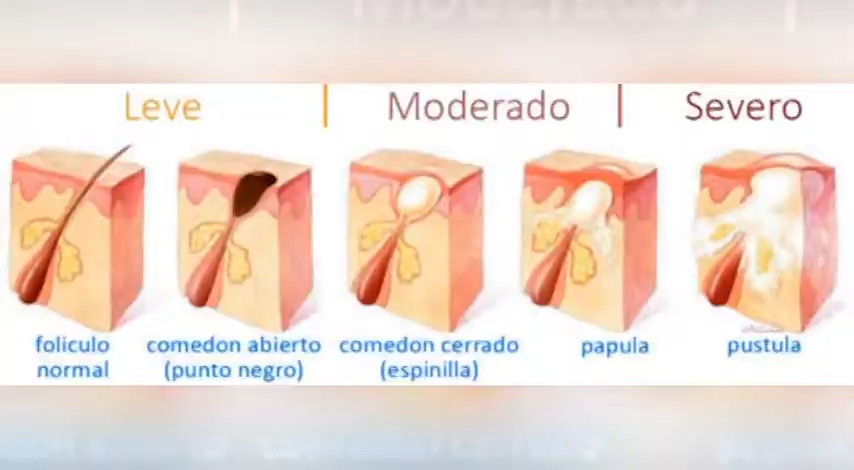 Leve | Moderado | Severo
foliculo
normal
comedon abierto
(punto negro)
comedon cerrado
(espinilla)
papula
pustula